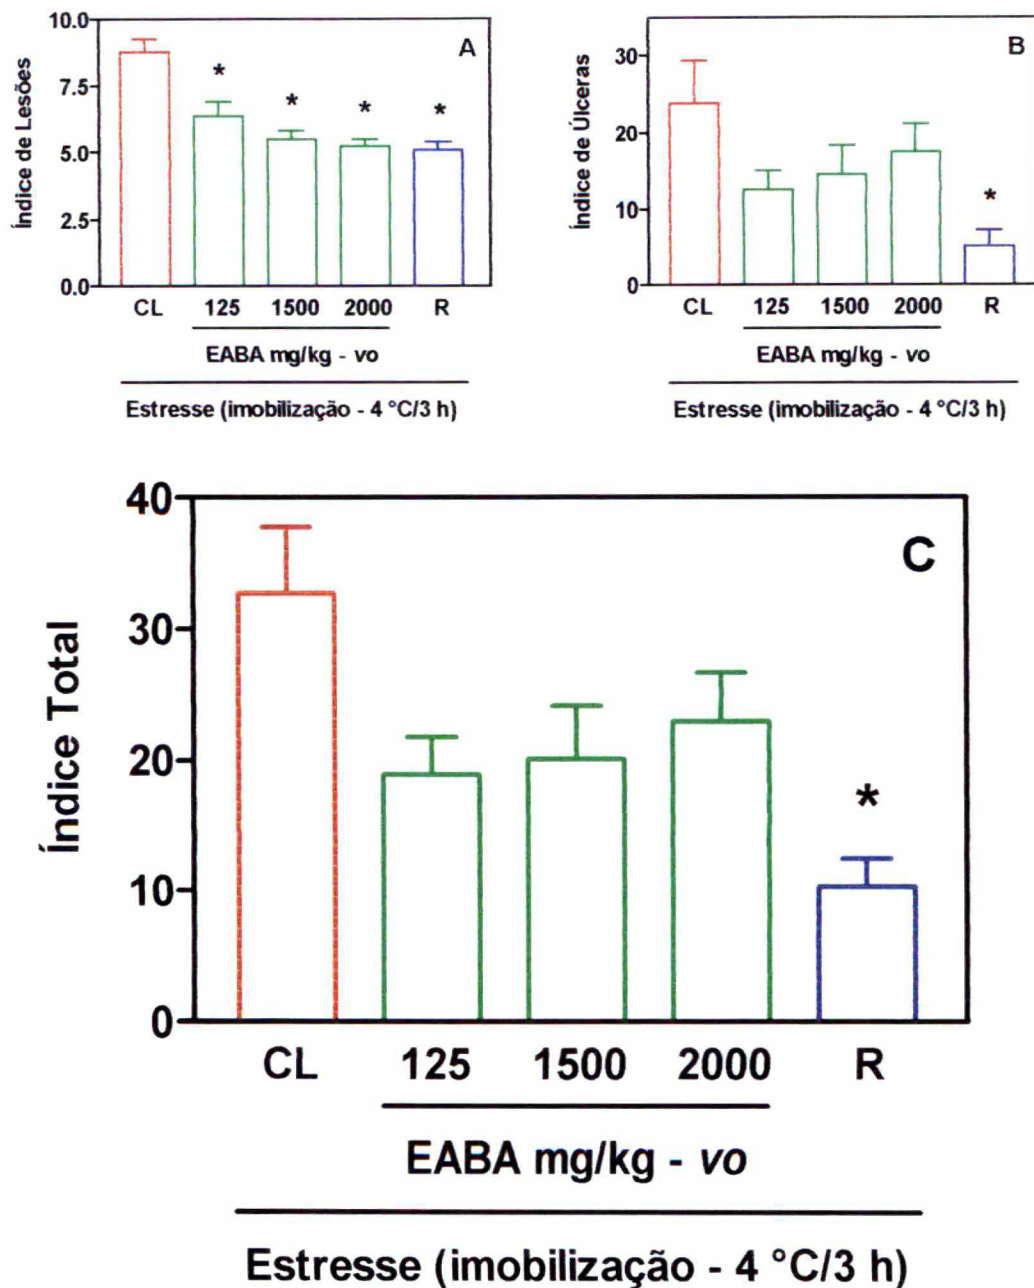 A
Índice de Lesões
10.0
7.5
5.0
2.5
0.0
*
*
*
*
CL 125 1500 2000 R
EABA mg/kg - vo
Estresse (imobilização - 4 °C/3 h)
B
Índice de Úlceras
30
20
10
0
*
CL 125 1500 2000 R
EABA mg/kg - vo
Estresse (imobilização - 4 °C/3 h)
C
Índice Total
40
30
20
10
0
*
CL 125 1500 2000 R
EABA mg/kg - vo
Estresse (imobilização - 4 °C/3 h)